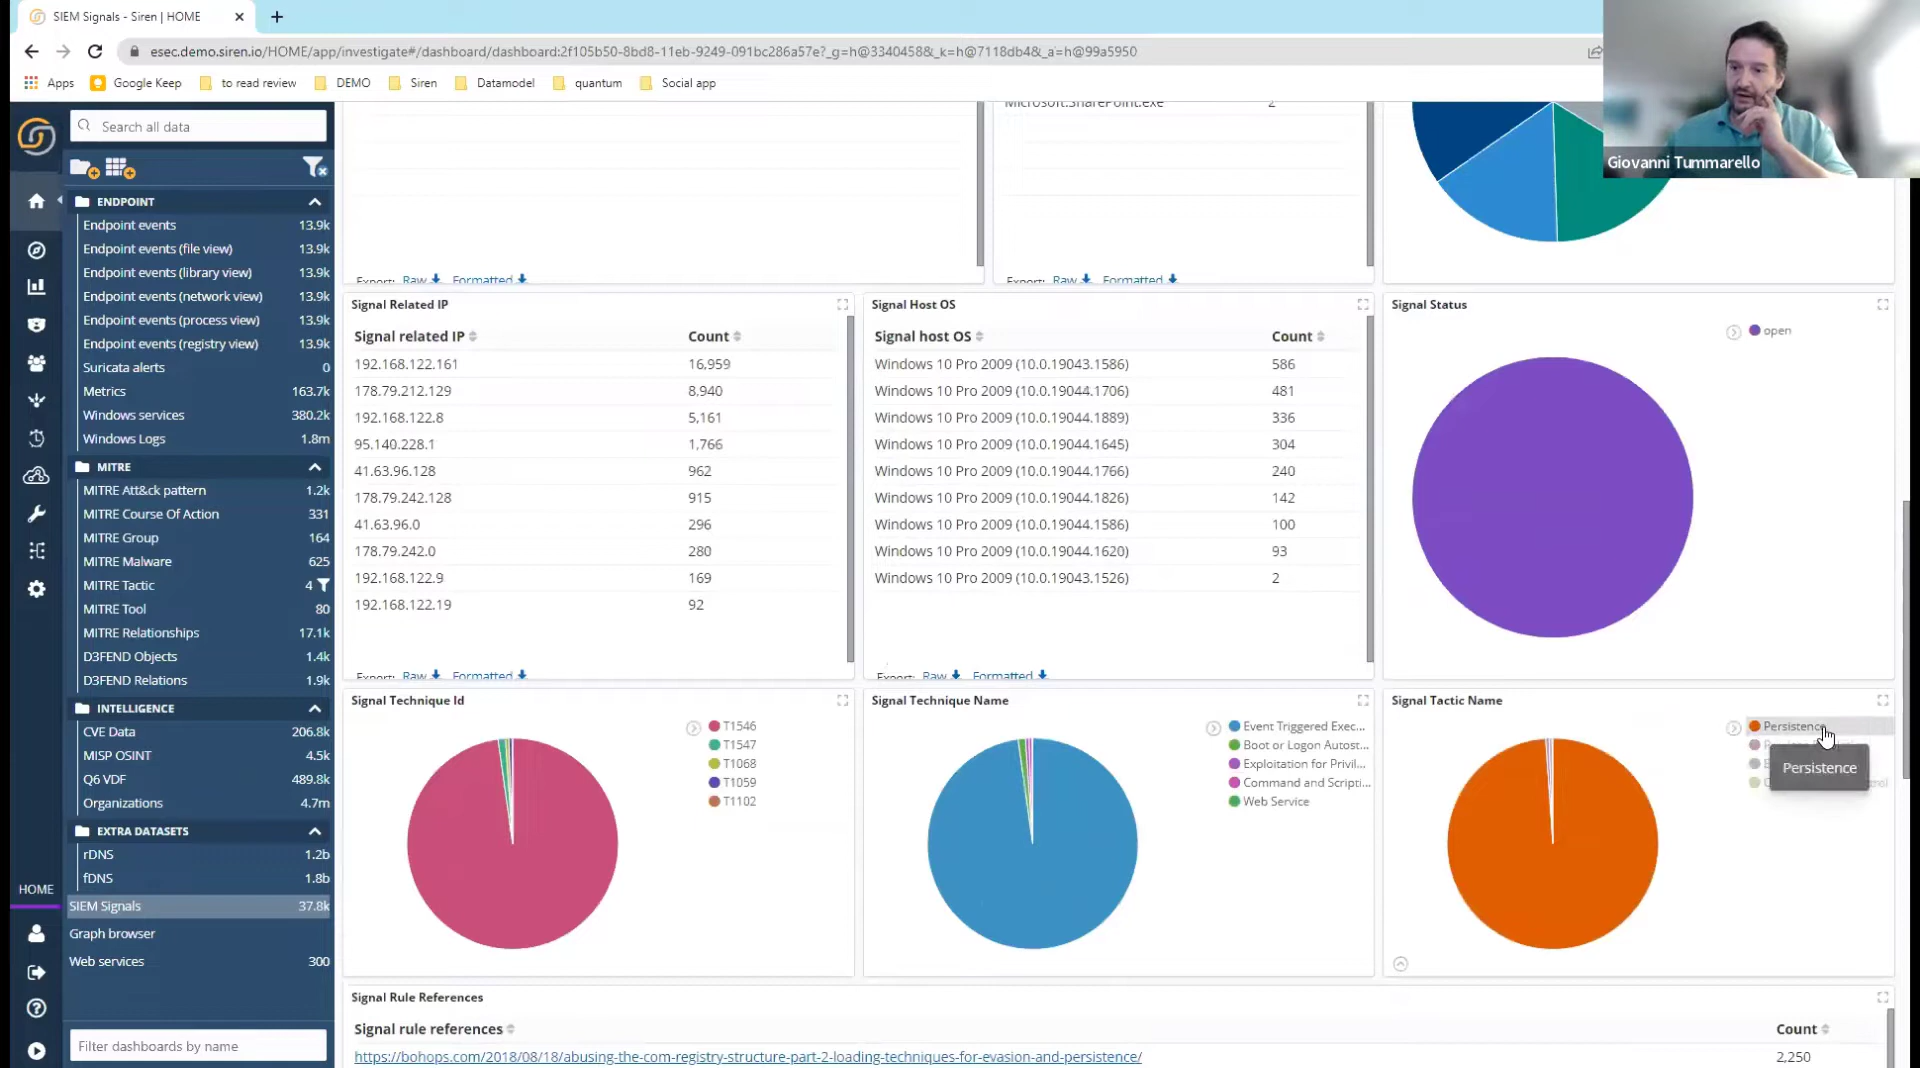 SIEM Signals - Siren | HOME
esec.demo.siren.io/HOME/app/investigate#/dashboard/dashboard:2f105b50-8bd8-11eb-9249-091bc286a57e?_g=h@3340458&_k=h@7118db4&_a=h@99a5950
Apps Google Keep to read review DEMO Siren Datamodel quantum Social app
Giovanni Tummarello
Search all data
ENDPOINT
Endpoint events 13.9k
Endpoint events (file view) 13.9k
Endpoint events (library view) 13.9k
Endpoint events (network view) 13.9k
Endpoint events (process view) 13.9k
Endpoint events (registry view) 13.9k
Suricata alerts 0
Metrics 163.7k
Windows services 380.2k
Windows Logs 1.8m
MITRE
MITRE Att&ck pattern 1.2k
MITRE Course Of Action 331
MITRE Group 164
MITRE Malware 625
MITRE Tactic 4
MITRE Tool 80
MITRE Relationships 17.1k
D3FEND Objects 1.4k
D3FEND Relations 1.9k
INTELLIGENCE
CVE Data 206.8k
MISP OSINT 4.5k
Q6 VDF 489.8k
Organizations 4.7m
EXTRA DATASETS
rDNS 1.2b
fDNS 1.8b
HOME
SIEM Signals 37.8k
Graph browser
Web services 300
Filter dashboards by name
Microsoft.SharePoint.exe 2
Export: Raw Formatted
Export: Raw Formatted
Signal Related IP
Signal related IP Count
192.168.122.161 16,959
178.79.212.129 8,940
192.168.122.8 5,161
95.140.228.1 1,766
41.63.96.128 962
178.79.242.128 915
41.63.96.0 296
178.79.242.0 280
192.168.122.9 169
192.168.122.19 92
Export: Raw Formatted
Signal Host OS
Signal host OS Count
Windows 10 Pro 2009 (10.0.19043.1586) 586
Windows 10 Pro 2009 (10.0.19044.1706) 481
Windows 10 Pro 2009 (10.0.19044.1889) 336
Windows 10 Pro 2009 (10.0.19044.1645) 304
Windows 10 Pro 2009 (10.0.19044.1766) 240
Windows 10 Pro 2009 (10.0.19044.1826) 142
Windows 10 Pro 2009 (10.0.19044.1586) 100
Windows 10 Pro 2009 (10.0.19044.1620) 93
Windows 10 Pro 2009 (10.0.19043.1526) 2
Export: Raw Formatted
Signal Status
open
Signal Technique Id
T1546
T1547
T1068
T1059
T1102
Signal Technique Name
Event Triggered Exec...
Boot or Logon Autost...
Exploitation for Privil...
Command and Scripti...
Web Service
Signal Tactic Name
Persistence
Persistence
Signal Rule References
Signal rule references Count
https://bohops.com/2018/08/18/abusing-the-com-registry-structure-part-2-loading-techniques-for-evasion-and-persistence/ 2,250